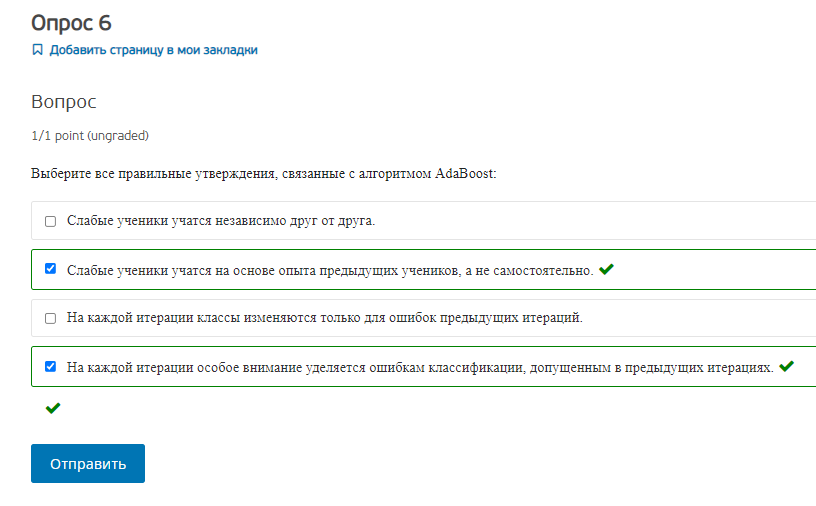 Опрос 6
Добавить страницу в мои закладки
Вопрос
1/1 point (ungraded)
Выберите все правильные утверждения, связанные с алгоритмом AdaBoost:
Слабые ученики учатся независимо друг от друга.
Слабые ученики учатся на основе опыта предыдущих учеников, а не самостоятельно.
На каждой итерации классы изменяются только для ошибок предыдущих итераций.
На каждой итерации особое внимание уделяется ошибкам классификации, допущенным в предыдущих итерациях.
Отправить